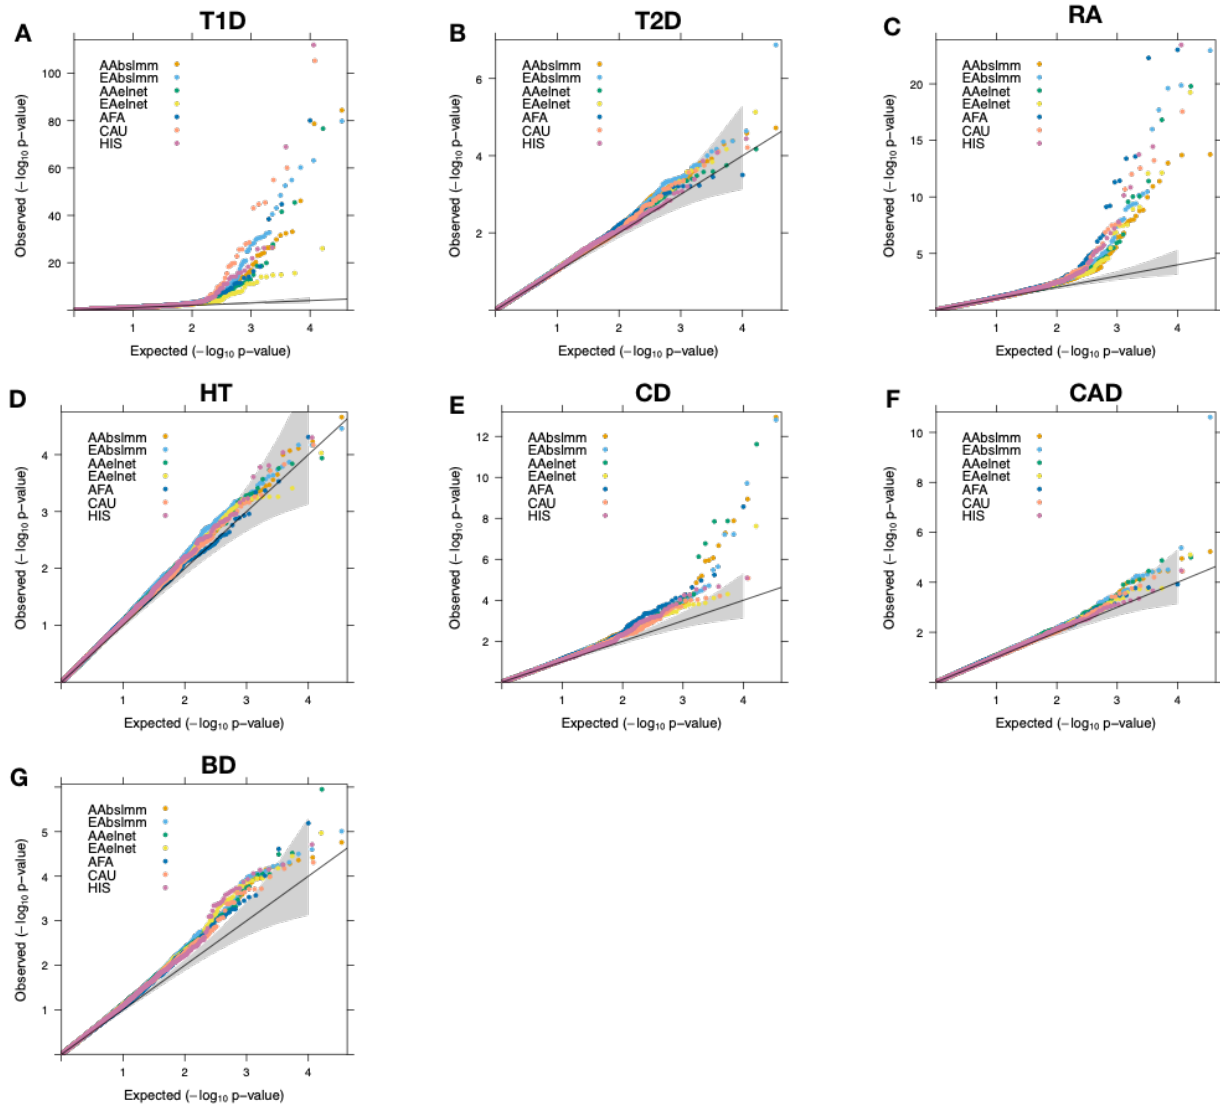 A
T1D
AAbslmm
EAbslmm
AAelnet
EAelnet
AFA
CAU
HIS
100
80
60
40
20
1
2
3
4
Observed (−log10 p−value)
Expected (−log10 p−value)
B
T2D
AAbslmm
EAbslmm
AAelnet
EAelnet
AFA
CAU
HIS
6
4
2
1
2
3
4
Observed (−log10 p−value)
Expected (−log10 p−value)
C
RA
AAbslmm
EAbslmm
AAelnet
EAelnet
AFA
CAU
HIS
20
15
10
5
1
2
3
4
Observed (−log10 p−value)
Expected (−log10 p−value)
D
HT
AAbslmm
EAbslmm
AAelnet
EAelnet
AFA
CAU
HIS
4
3
2
1
1
2
3
4
Observed (−log10 p−value)
Expected (−log10 p−value)
E
CD
AAbslmm
EAbslmm
AAelnet
EAelnet
AFA
CAU
HIS
12
10
8
6
4
2
1
2
3
4
Observed (−log10 p−value)
Expected (−log10 p−value)
F
CAD
AAbslmm
EAbslmm
AAelnet
EAelnet
AFA
CAU
HIS
10
8
6
4
2
1
2
3
4
Observed (−log10 p−value)
Expected (−log10 p−value)
G
BD
AAbslmm
EAbslmm
AAelnet
EAelnet
AFA
CAU
HIS
5
4
3
2
1
1
2
3
4
Observed (−log10 p−value)
Expected (−log10 p−value)